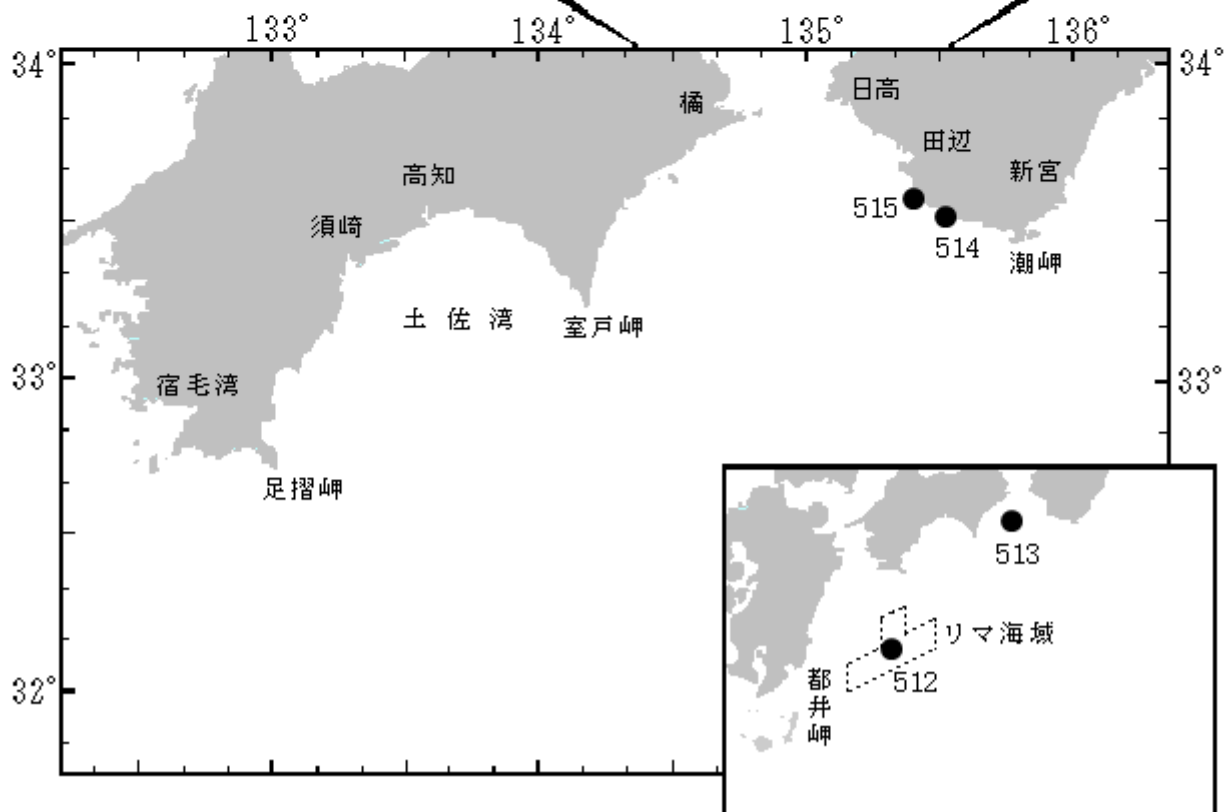 133°
134°
135°
136°
34°
34°
橘
日高
田辺
高知
新宮
須崎
515
514
潮岬
土佐湾
室戸岬
33°
33°
宿毛湾
足摺岬
513
リマ海域
512
都井岬
32°